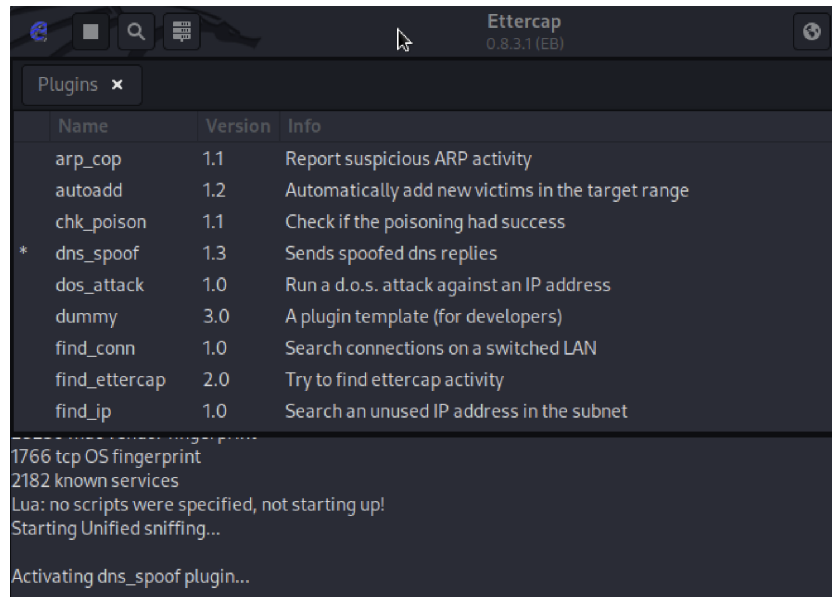 Ettercap
0.8.3.1 (EB)
Plugins ×
Name Version Info
arp_cop 1.1 Report suspicious ARP activity
autoadd 1.2 Automatically add new victims in the target range
chk_poison 1.1 Check if the poisoning had success
* dns_spoof 1.3 Sends spoofed dns replies
dos_attack 1.0 Run a d.o.s. attack against an IP address
dummy 3.0 A plugin template (for developers)
find_conn 1.0 Search connections on a switched LAN
find_ettercap 2.0 Try to find ettercap activity
find_ip 1.0 Search an unused IP address in the subnet
1766 tcp OS fingerprint
2182 known services
Lua: no scripts were specified, not starting up!
Starting Unified sniffing...
Activating dns_spoof plugin...